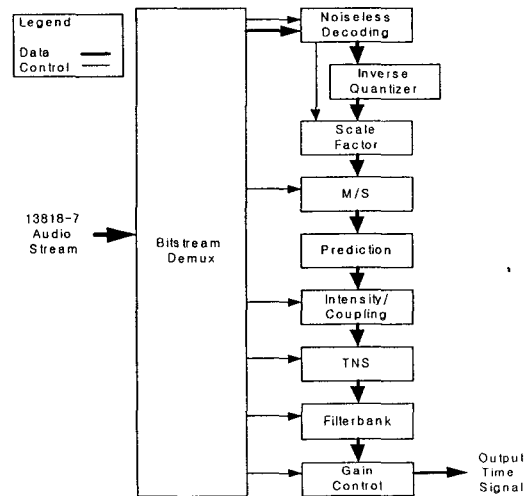 Legend
Data
Control
13818-7
Audio
Stream
Bitstream
Demux
Noiseless
Decoding
Inverse
Quantizer
Scale
Factor
M/S
Prediction
Intensity/
Coupling
TNS
Filterbank
Gain
Control
Output
Time
Signal